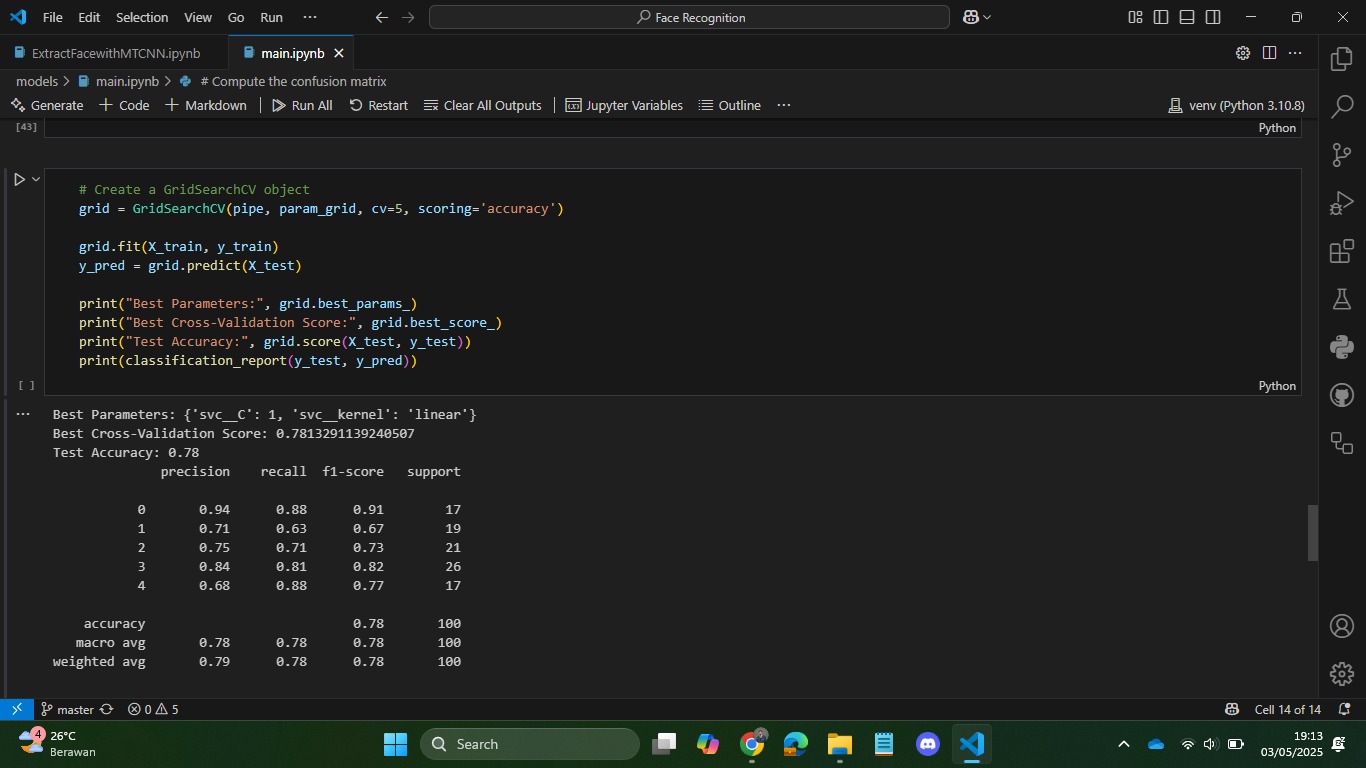 File Edit Selection View Go Run ··· Face Recognition
ExtractFacewithMTCNN.ipynb main.ipynb
models > main.ipynb > # Compute the confusion matrix
Generate + Code + Markdown Run All Restart Clear All Outputs Jupyter Variables Outline ··· venv (Python 3.10.8)
[43] Python
# Create a GridSearchCV object
grid = GridSearchCV(pipe, param_grid, cv=5, scoring='accuracy')
grid.fit(X_train, y_train)
y_pred = grid.predict(X_test)
print("Best Parameters:", grid.best_params_)
print("Best Cross-Validation Score:", grid.best_score_)
print("Test Accuracy:", grid.score(X_test, y_test))
print(classification_report(y_test, y_pred))
[ ] Python
Best Parameters: {'svc__C': 1, 'svc__kernel': 'linear'}
Best Cross-Validation Score: 0.7813291139240507
Test Accuracy: 0.78
precision recall f1-score support
0 0.94 0.88 0.91 17
1 0.71 0.63 0.67 19
2 0.75 0.71 0.73 21
3 0.84 0.81 0.82 26
4 0.68 0.88 0.77 17
accuracy 0.78 100
macro avg 0.78 0.78 0.78 100
weighted avg 0.79 0.78 0.78 100
master 0 5 Cell 14 of 14
4 26°C
Berawan
Search
19:13
03/05/2025